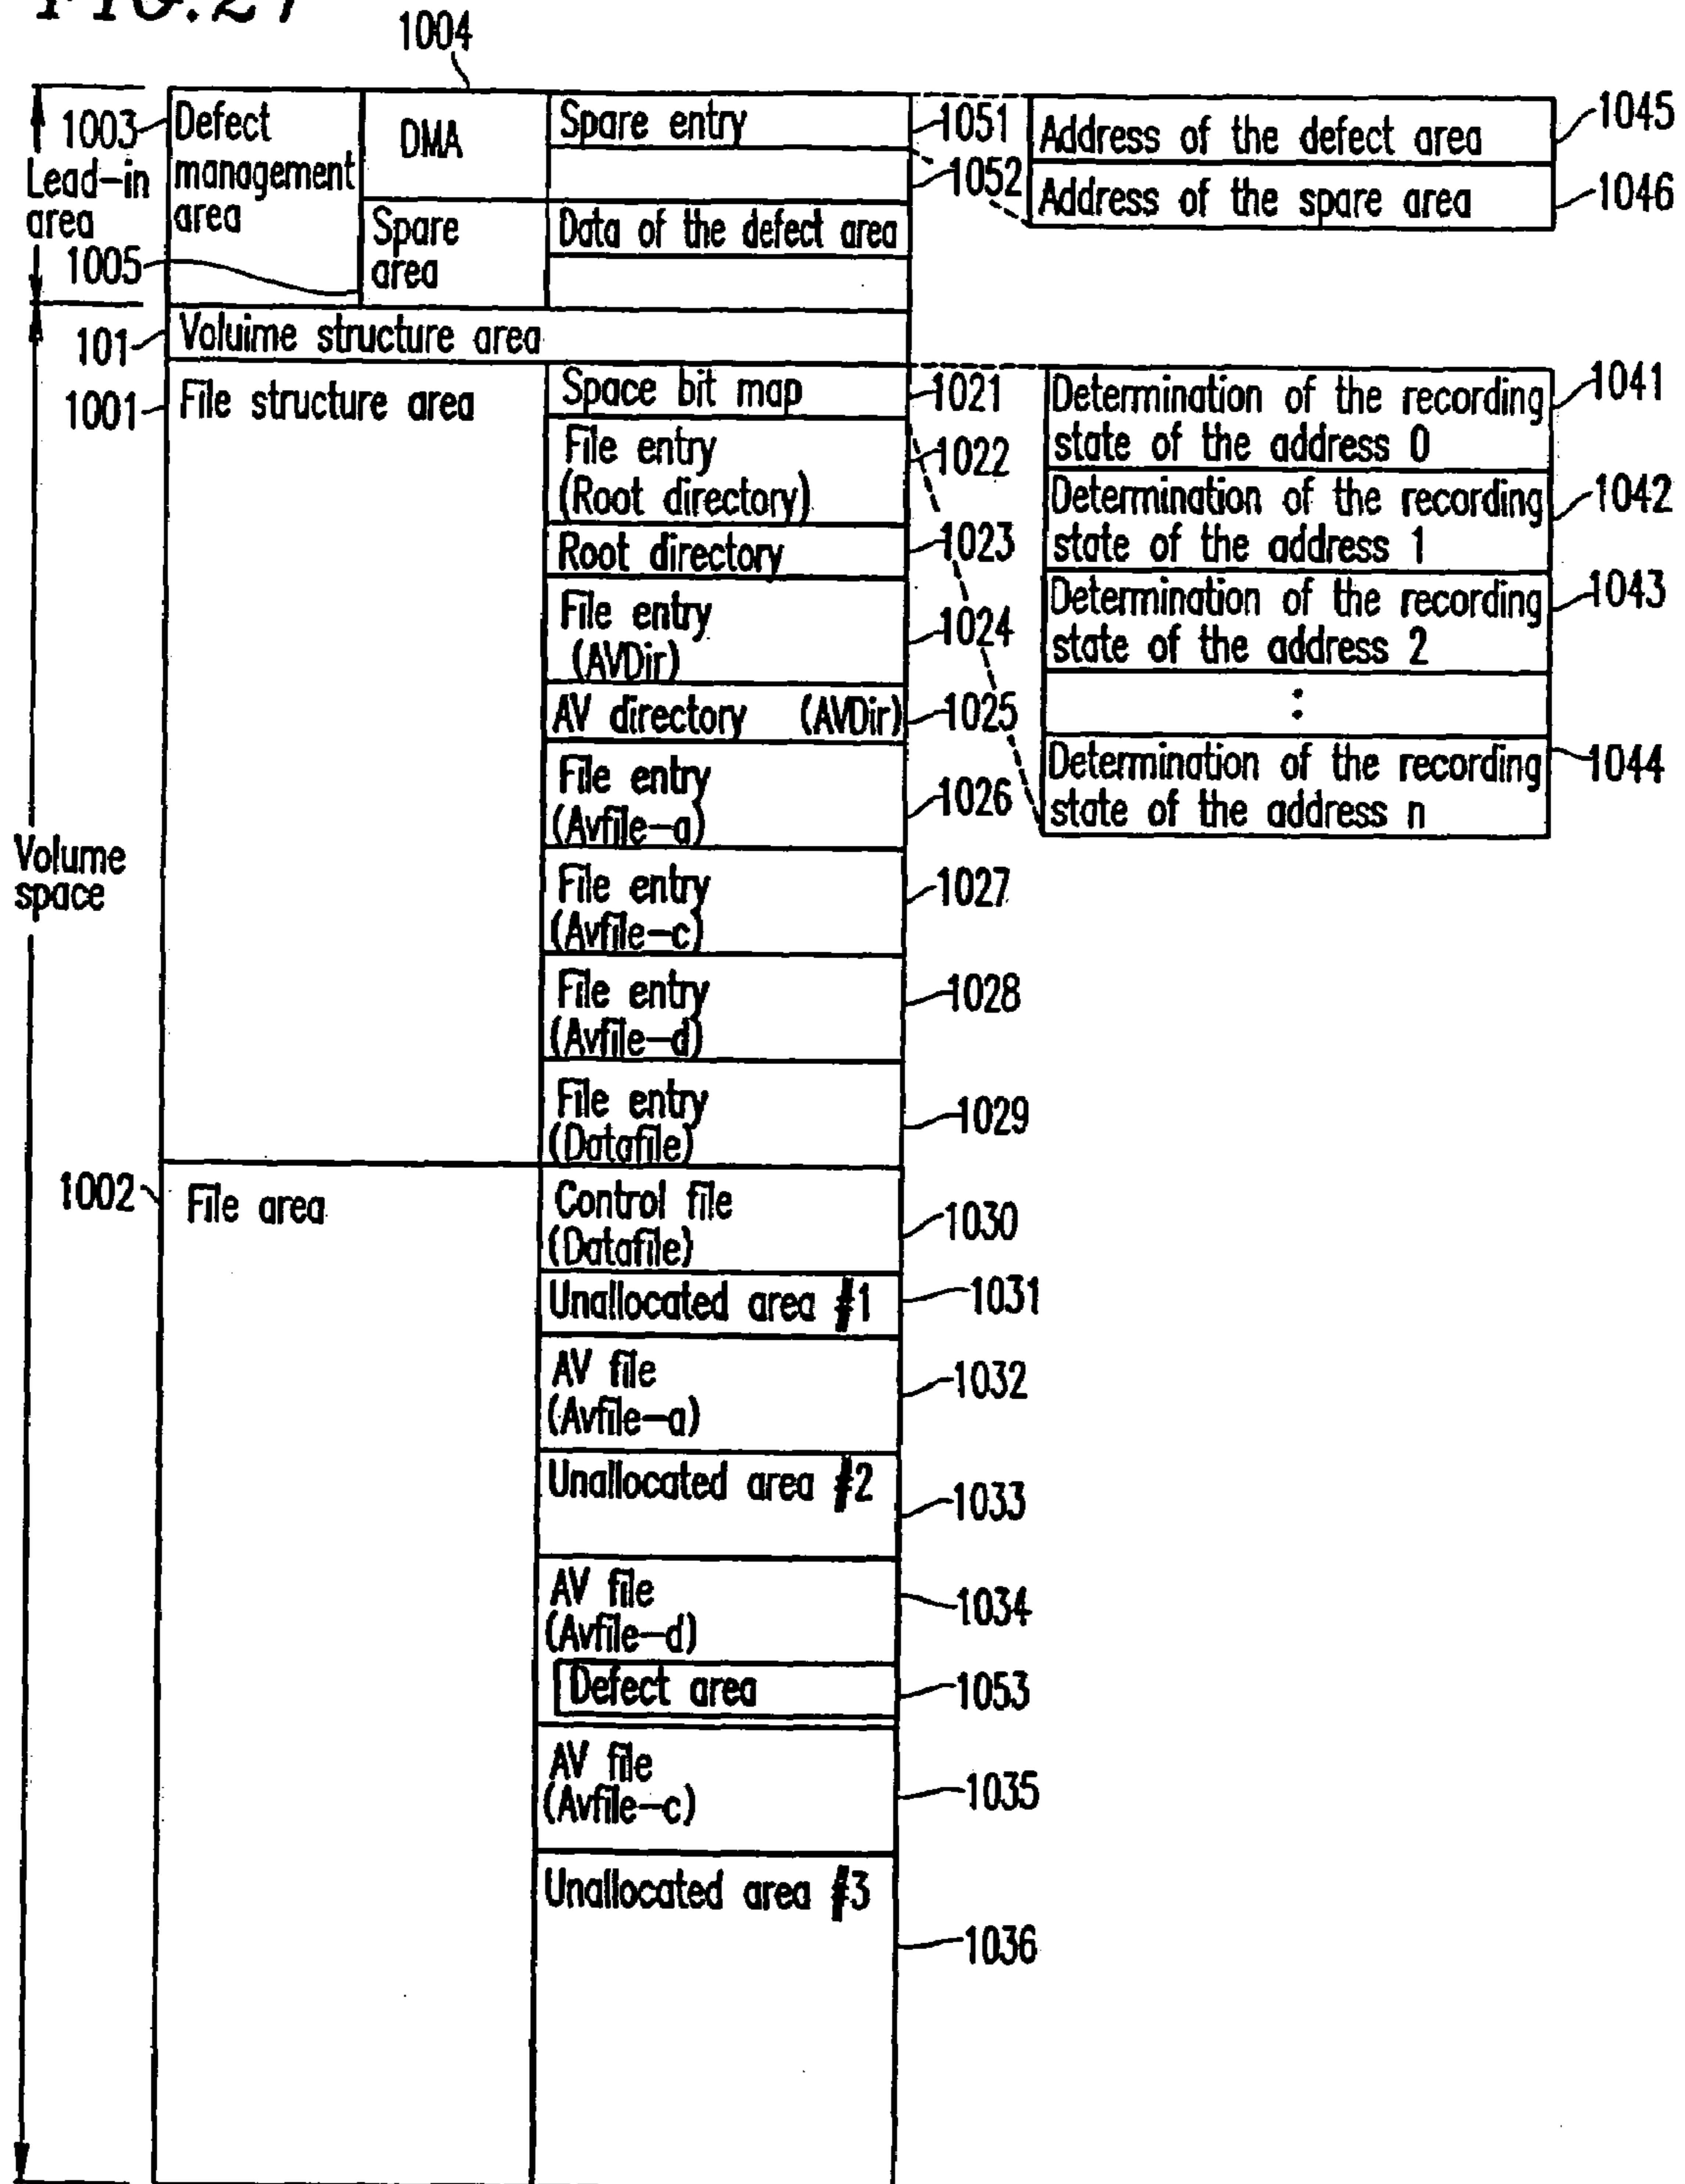 FIG. 27
1004
1003
Lead-in
area
1005
Defect
management
area
DMA
Spare
area
Spare entry
Data of the defect area
1051
1052
Address of the defect area
Address of the spare area
1045
1046
101
Voluime structure area
1001
File structure area
Space bit map
1021
File entry
(Root directory)
1022
Root directory
1023
File entry
(AVDir)
1024
AV directory (AVDir)
1025
File entry
(Avfile-a)
1026
File entry
(Avfile-c)
1027
File entry
(Avfile-d)
1028
File entry
(Datafile)
1029
Determination of the recording
state of the address 0
1041
Determination of the recording
state of the address 1
1042
Determination of the recording
state of the address 2
1043
:
Determination of the recording
state of the address n
1044
Volume
space
1002
File area
Control file
(Datafile)
1030
Unallocated area #1
1031
AV file
(Avfile-a)
1032
Unallocated area #2
1033
AV file
(Avfile-d)
1034
Defect area
1053
AV file
(Avfile-c)
1035
Unallocated area #3
1036